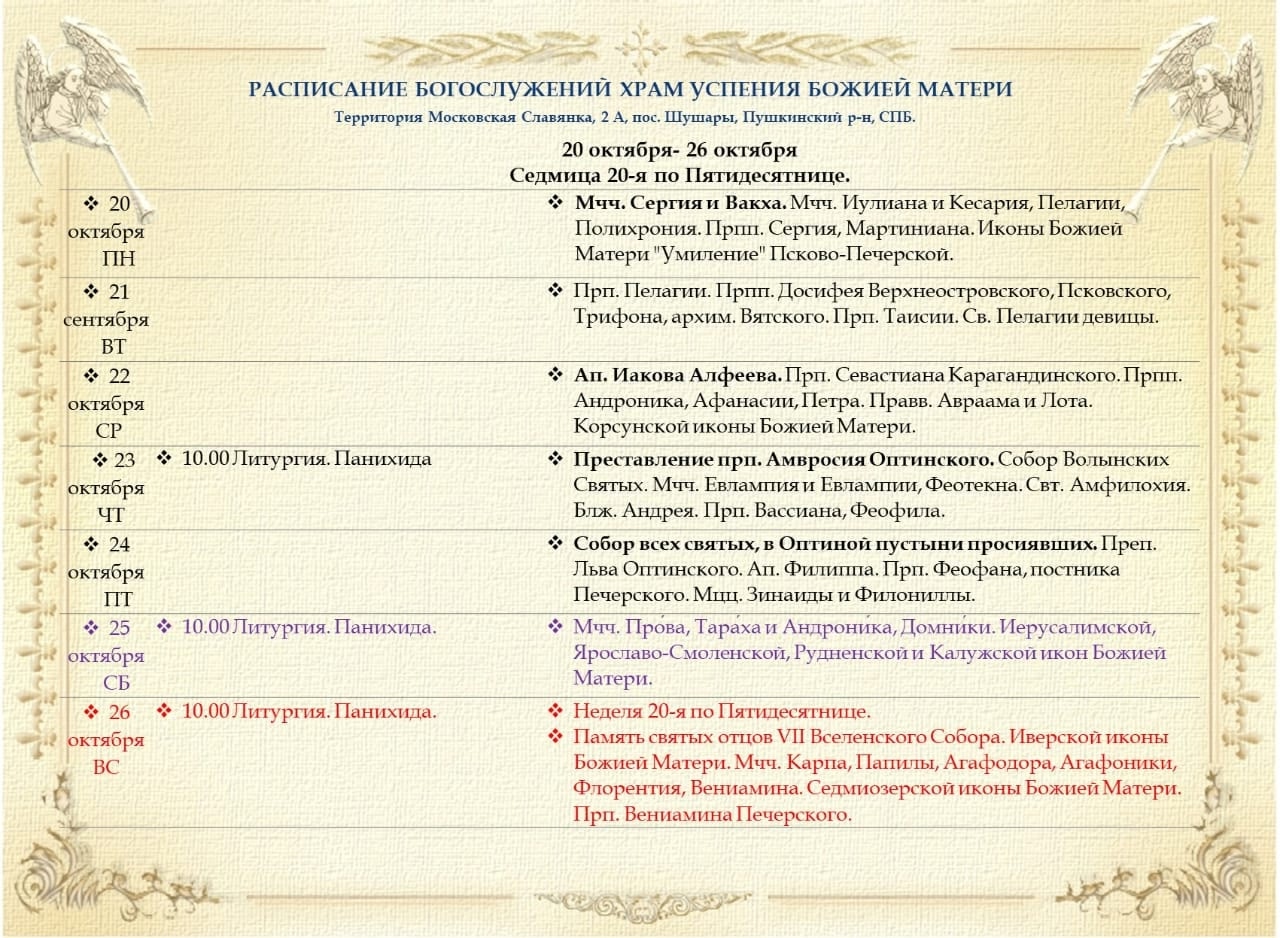 РАСПИСАНИЕ БОГОСЛУЖЕНИЙ ХРАМ УСПЕНИЯ БОЖИЕЙ МАТЕРИ
Территория Московская Славянка, 2 А, пос. Шушары, Пушкинский р-н, СПБ.
20 октября- 26 октября
Седмица 20-я по Пятидесятнице.
❖ 20
октября
ПН
❖ Мчч. Сергия и Вакха. Мчч. Иулиана и Кесария, Пелагии,
Полихрония. Прпп. Сергия, Мартиниана. Иконы Божией
Матери "Умиление" Псково-Печерской.
❖ 21
сентября
ВТ
❖ Прп. Пелагии. Прпп. Досифея Верхнеостровского, Псковского,
Трифона, архим. Вятского. Прп. Таисии. Св. Пелагии девицы.
❖ 22
октября
СР
❖ Ап. Иакова Алфеева. Прп. Севастиана Карагандинского. Прпп.
Андроника, Афанасии, Петра. Правв. Авраама и Лота.
Корсунской иконы Божией Матери.
❖ 23
октября
ЧТ
❖ 10.00 Литургия. Панихида
❖ Преставление прп. Амвросия Оптинского. Собор Волынских
Святых. Мчч. Евлампия и Евлампии, Феотекна. Свт. Амфилохия.
Блж. Андрея. Прп. Вассиана, Феофила.
❖ 24
октября
ПТ
❖ Собор всех святых, в Оптиной пустыни просиявших. Преп.
Льва Оптинского. Ап. Филиппа. Прп. Феофана, постника
Печерского. Мцц. Зинаиды и Филониллы.
❖ 25
октября
СБ
❖ 10.00 Литургия. Панихида.
❖ Мчч. Про́ва, Тара́ха и Андрони́ка, Домни́ки. Иерусалимской,
Ярославо-Смоленской, Рудненской и Калужской икон Божией
Матери.
❖ 26
октября
ВС
❖ 10.00 Литургия. Панихида.
❖ Неделя 20-я по Пятидесятнице.
❖ Память святых отцов VII Вселенского Собора. Иверской иконы
Божией Матери. Мчч. Карпа, Папилы, Агафодора, Агафоники,
Флорентия, Вениамина. Седмиозерской иконы Божией Матери.
Прп. Вениамина Печерского.